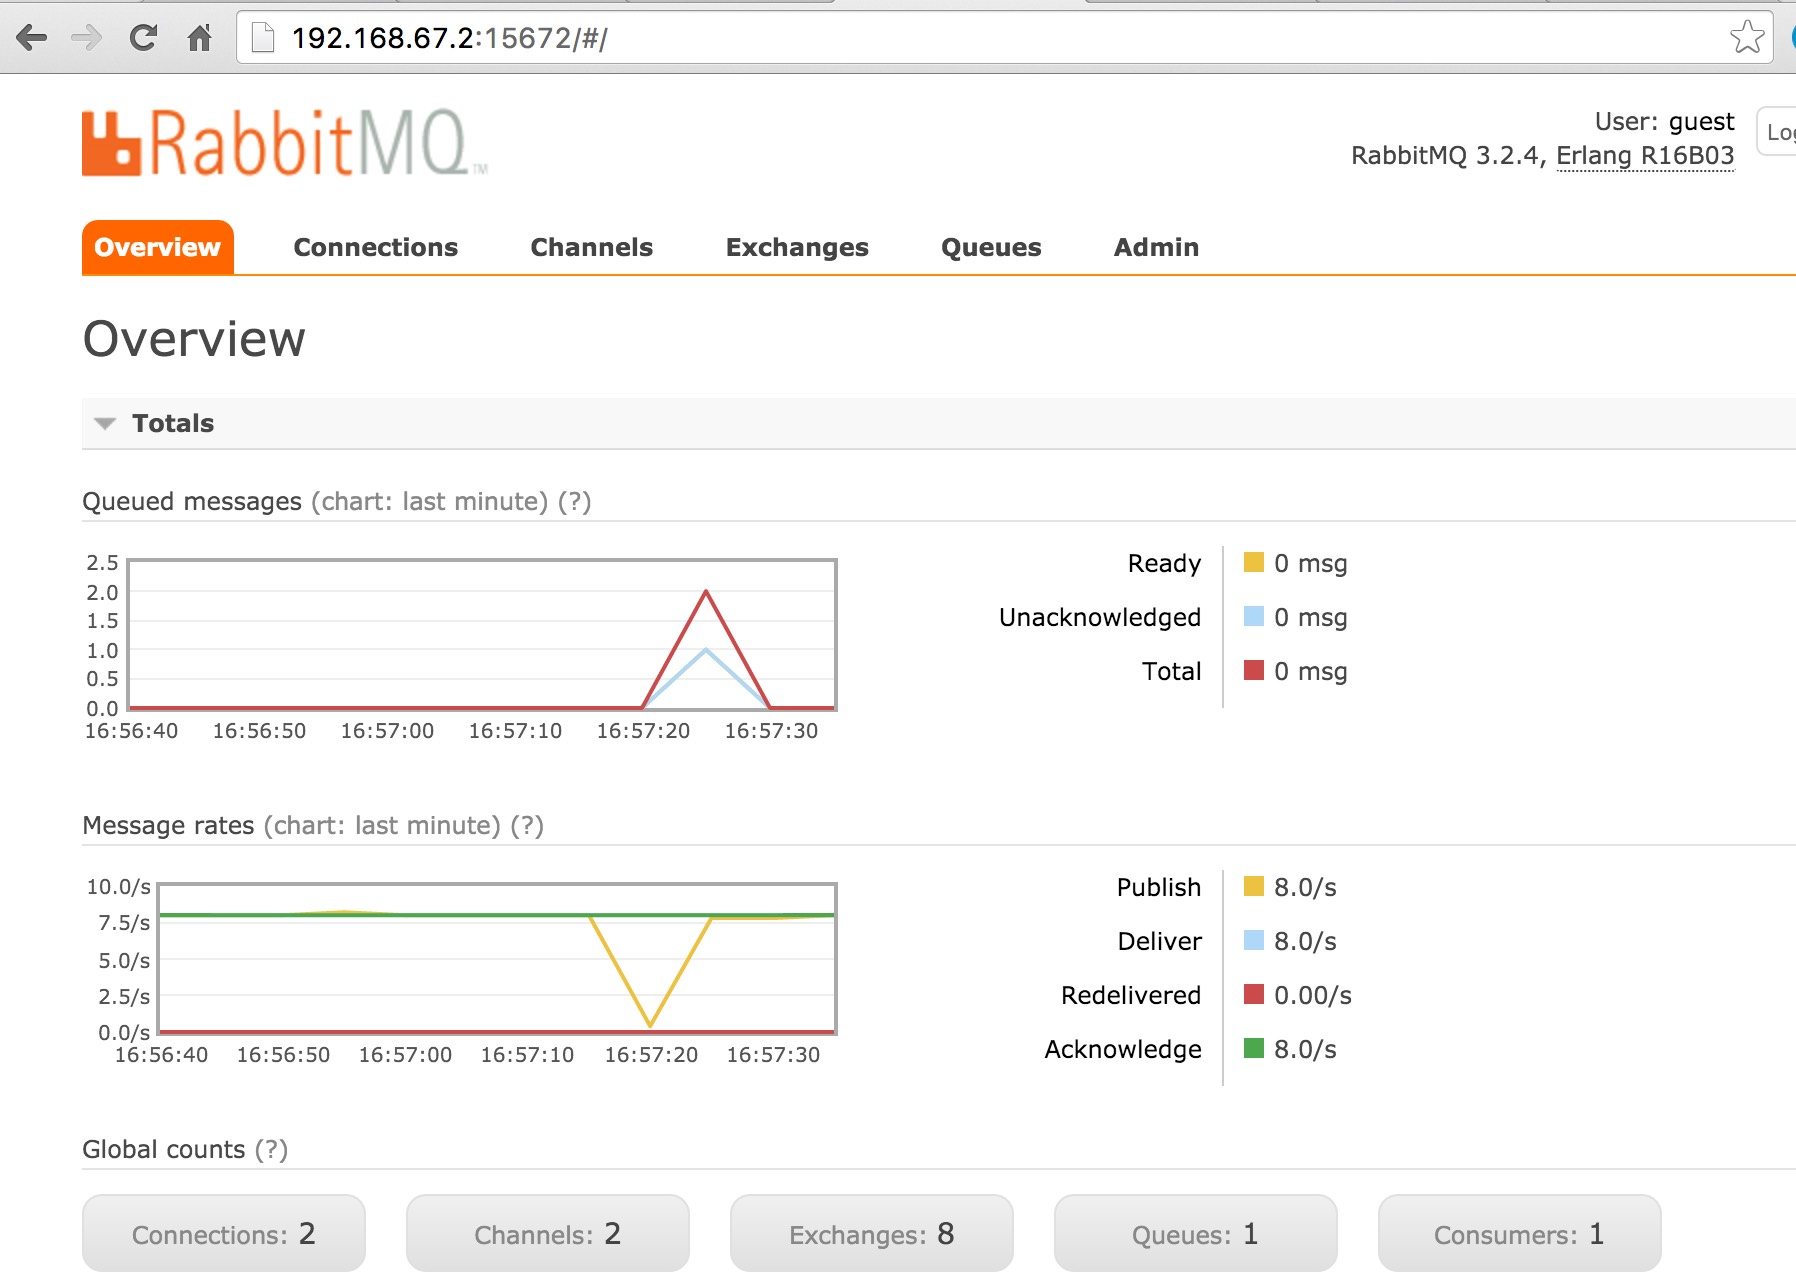 192.168.67.2:15672/#/
RabbitMQ™
User: guest
RabbitMQ 3.2.4, Erlang R16B03
Overview Connections Channels Exchanges Queues Admin
Overview
Totals
Queued messages (chart: last minute) (?)
2.5
2.0
1.5
1.0
0.5
0.0
16:56:40 16:56:50 16:57:00 16:57:10 16:57:20 16:57:30
Ready 0 msg
Unacknowledged 0 msg
Total 0 msg
Message rates (chart: last minute) (?)
10.0/s
7.5/s
5.0/s
2.5/s
0.0/s
16:56:40 16:56:50 16:57:00 16:57:10 16:57:20 16:57:30
Publish 8.0/s
Deliver 8.0/s
Redelivered 0.00/s
Acknowledge 8.0/s
Global counts (?)
Connections: 2 Channels: 2 Exchanges: 8 Queues: 1 Consumers: 1